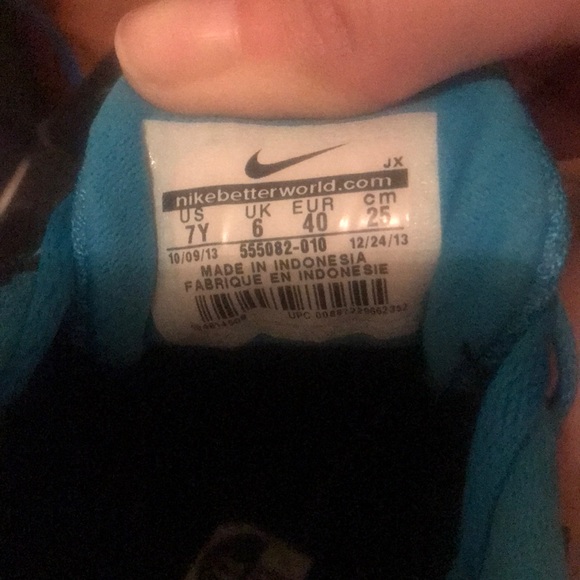 JX
nikebetterworld.com
US UK EUR cm
7Y 6 40 25
10/09/13 555082-010 12/24/13
MADE IN INDONESIA
FABRIQUE EN INDONESIE
UPC